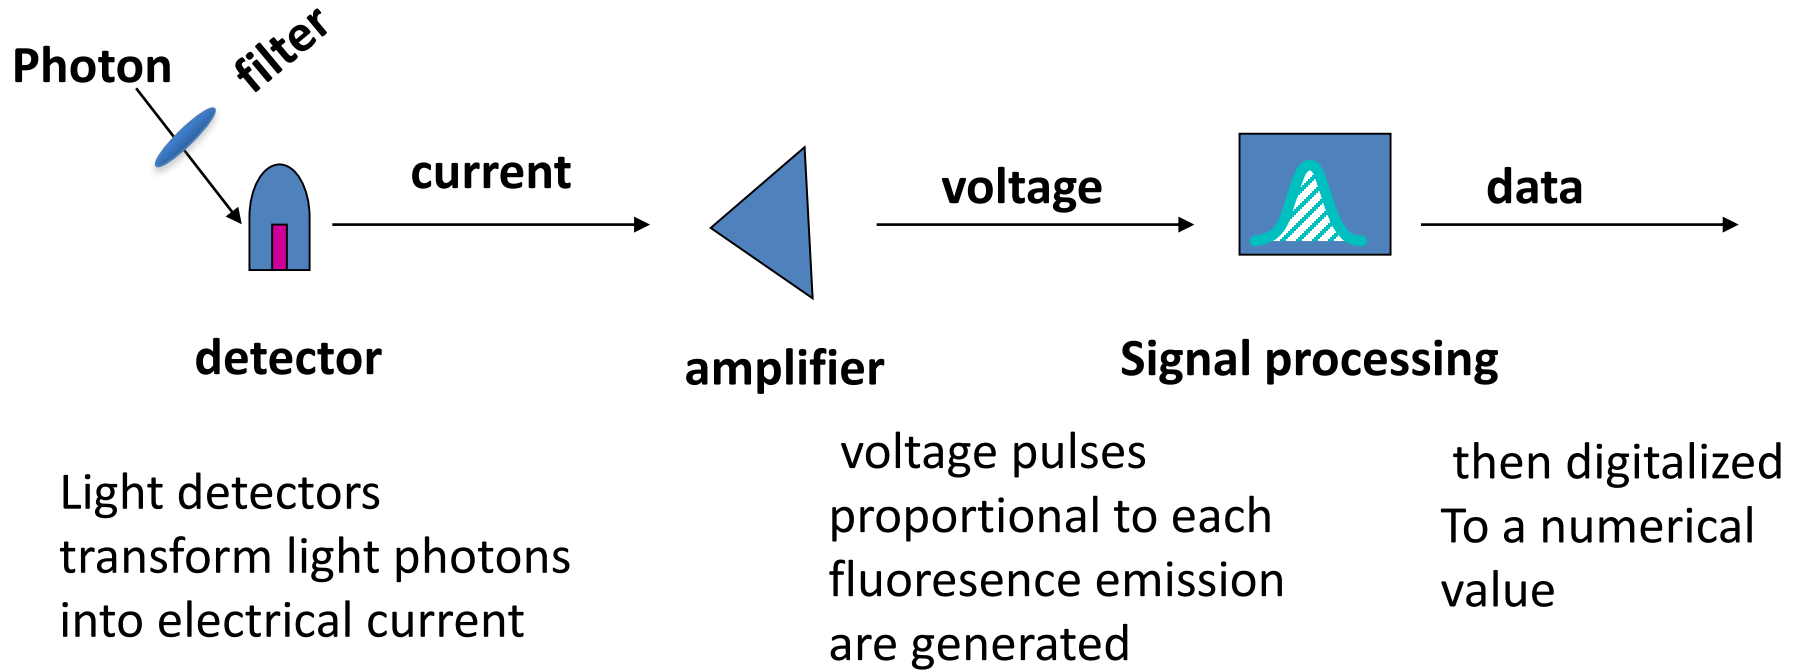 Photon
filter
current
voltage
data
detector
amplifier
Signal processing
Light detectors
transform light photons
into electrical current
voltage pulses
proportional to each
fluoresence emission
are generated
then digitalized
To a numerical
value